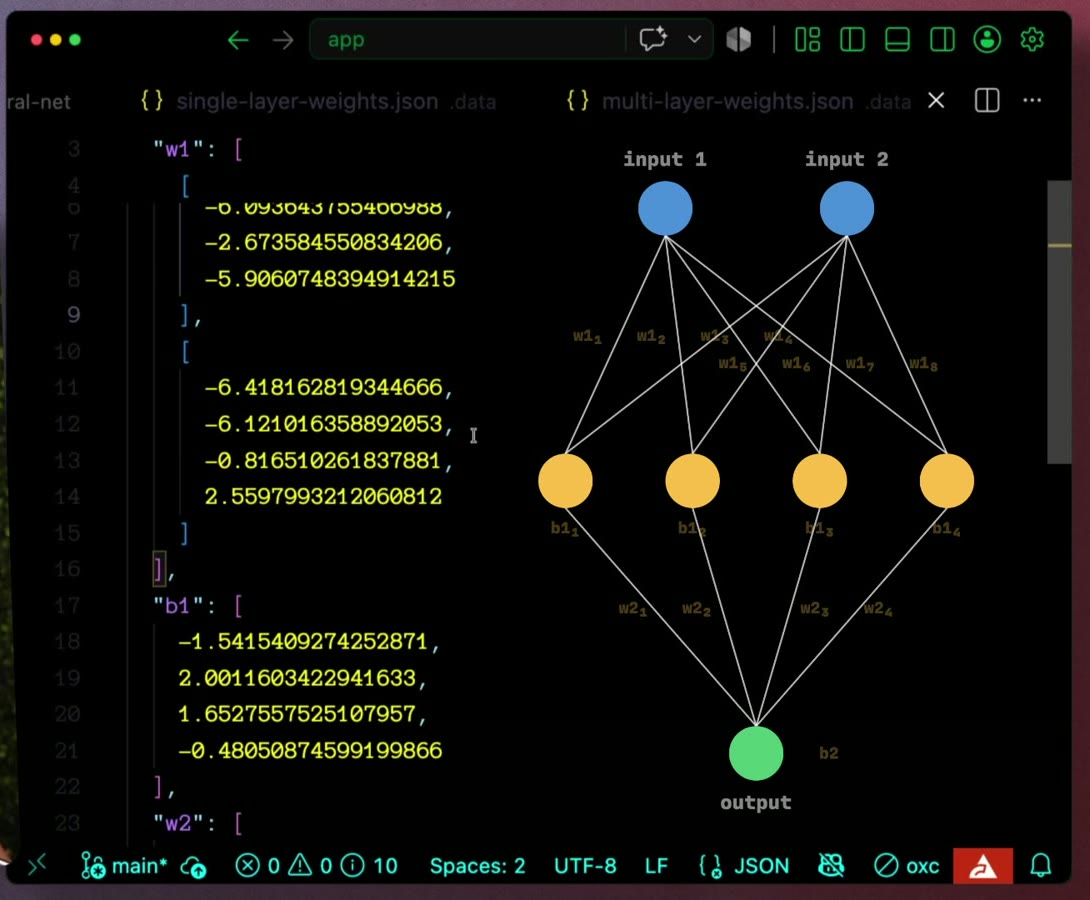 app
ral-net
{} single-layer-weights.json .data
{} multi-layer-weights.json .data
3 "w1": [
4 [
6 -6.093643755466988,
7 -2.673584550834206,
8 -5.9060748394914215
9 ],
10 [
11 -6.418162819344666,
12 -6.121016358892053,
13 -0.816510261837881,
14 2.5597993212060812
15 ]
16 ],
17 "b1": [
18 -1.5415409274252871,
19 2.0011603422941633,
20 1.6527557525107957,
21 -0.48050874599199866
22 ],
23 "w2": [
input 1
input 2
w1₁ w1₂ w1₃ w1₄
w1₅ w1₆ w1₇ w1₈
b1₁ b1₂ b1₃ b1₄
w2₁ w2₂ w2₃ w2₄
b2
output
main* 0 0 10 Spaces: 2 UTF-8 LF {} JSON oxc